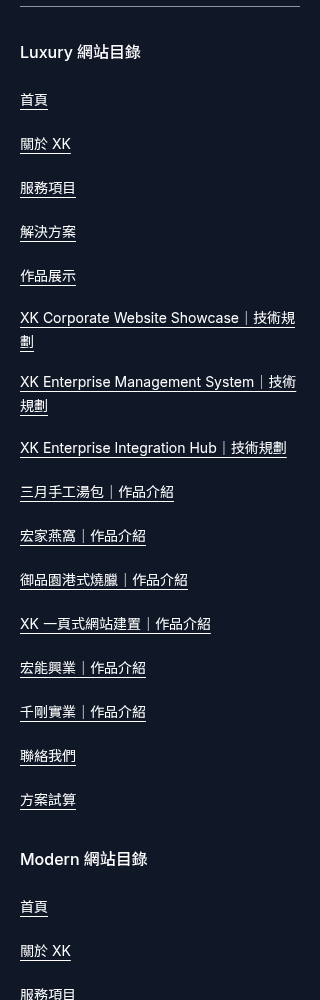 Luxury 網站目錄
首頁
關於 XK
服務項目
解決方案
作品展示
XK Corporate Website Showcase｜技術規
劃
XK Enterprise Management System｜技術
規劃
XK Enterprise Integration Hub｜技術規劃
三月手工湯包｜作品介紹
宏家燕窩｜作品介紹
御品園港式燒臘｜作品介紹
XK 一頁式網站建置｜作品介紹
宏能興業｜作品介紹
千剛實業｜作品介紹
聯絡我們
方案試算
Modern 網站目錄
首頁
關於 XK
服務項目